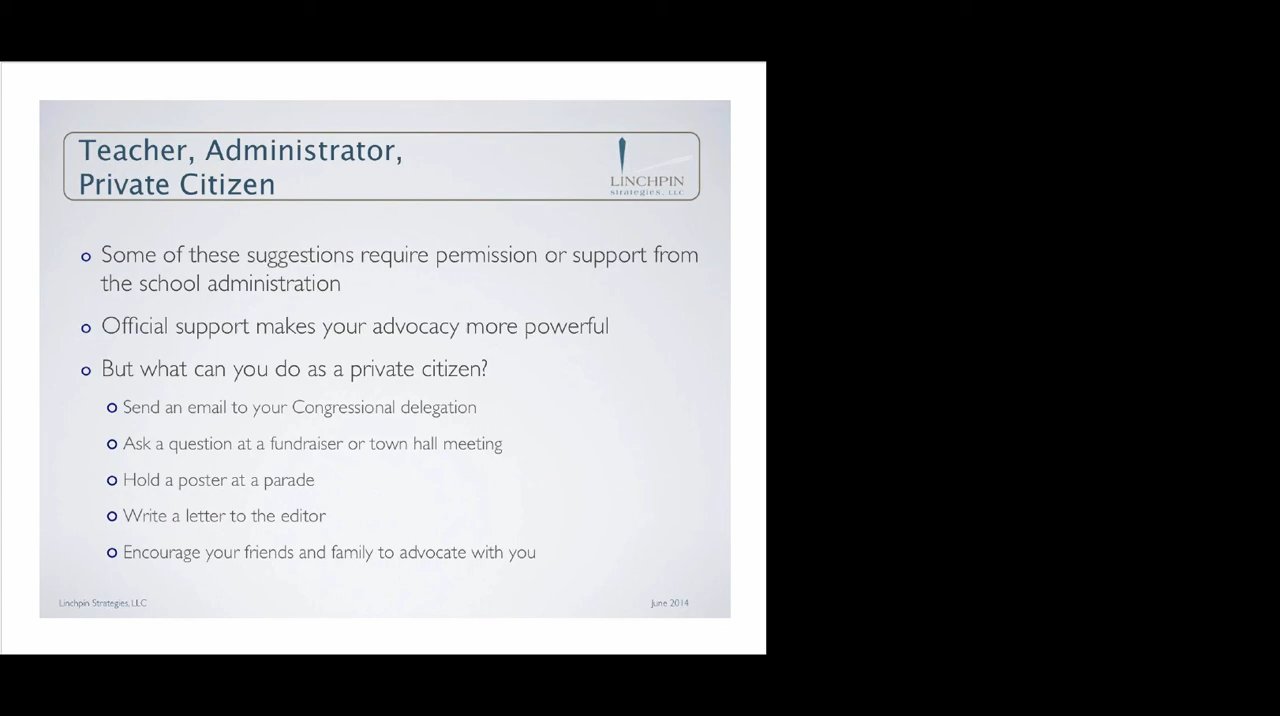 Teacher, Administrator,
Private Citizen
LINCHPIN
strategies, LLC
Some of these suggestions require permission or support from
the school administration
Official support makes your advocacy more powerful
But what can you do as a private citizen?
Send an email to your Congressional delegation
Ask a question at a fundraiser or town hall meeting
Hold a poster at a parade
Write a letter to the editor
Encourage your friends and family to advocate with you
Linchpin Strategies, LLC
June 2014